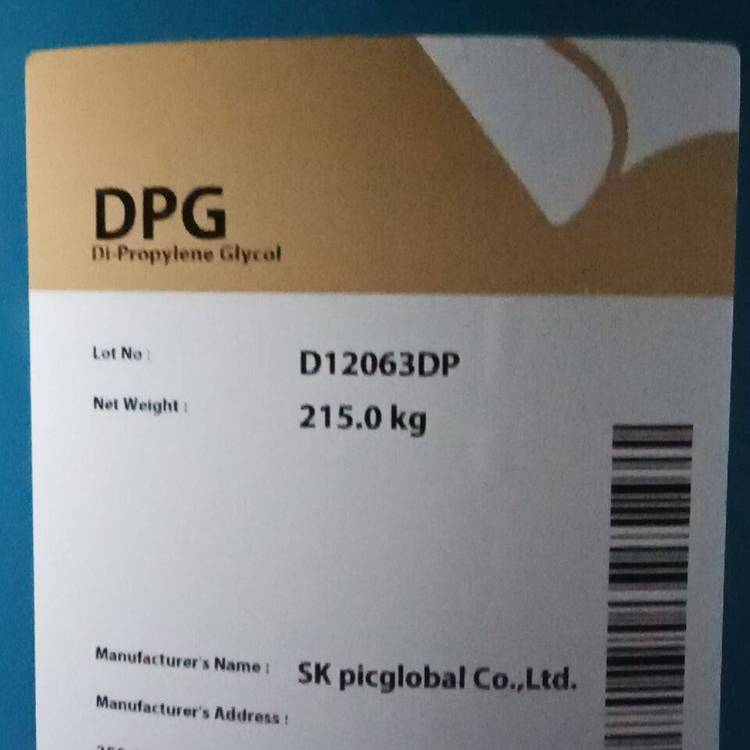 DPG
Di-Propylene Glycol
Lot No : D12063DP
Net Weight : 215.0 kg
Manufacturer's Name : SK picglobal Co.,Ltd.
Manufacturer's Address :